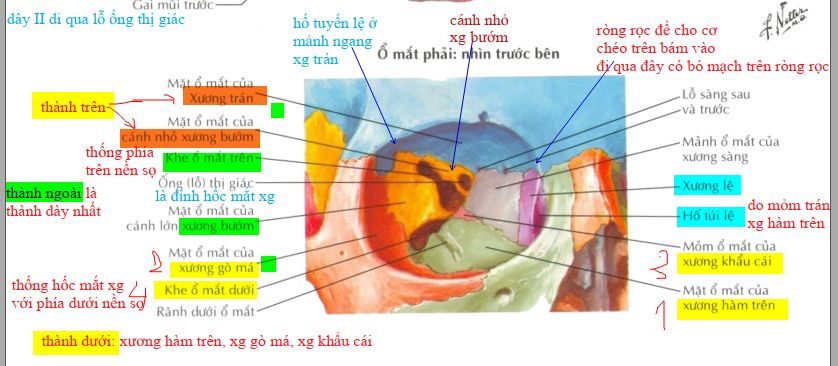 Gai mũi trước
dây II đi qua lỗ ống thị giác
hố tuyến lệ ở
mảnh ngang
xg trán
cánh nhỏ
xg bướm
ròng rọc để cho cơ
chéo trên bám vào
đi qua đây có bó mạch trên ròng rọc
F. Netter
M.D.
Ổ mắt phải: nhìn trước bên
thành trên
Mặt ổ mắt của
Xương trán
Mặt ổ mắt của
cánh nhỏ xương bướm
thống phía
trên nền sọ
Khe ổ mắt trên
Ống (lỗ) thị giác
là đỉnh hốc mắt xg
thành ngoài là
thành dày nhất
Mặt ổ mắt của
cánh lớn xương bướm
Mặt ổ mắt của
xương gò má
2
thống hốc mắt xg
với phía dưới nền sọ
Khe ổ mắt dưới
Rãnh dưới ổ mắt
Lỗ sàng sau
và trước
Mảnh ổ mắt của
xương sàng
Xương lệ
Hố túi lệ
do mỏm trán
xg hàm trên
Mỏm ổ mắt của
xương khẩu cái
3
Mặt ổ mắt của
xương hàm trên
1
thành dưới: xương hàm trên, xg gò má, xg khẩu cái